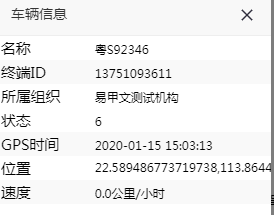 车辆信息
名称 粤S92346
终端ID 13751093611
所属组织 易甲文测试机构
状态 6
GPS时间 2020-01-15 15:03:13
位置 22.589486773719738,113.8644
速度 0.0公里/小时